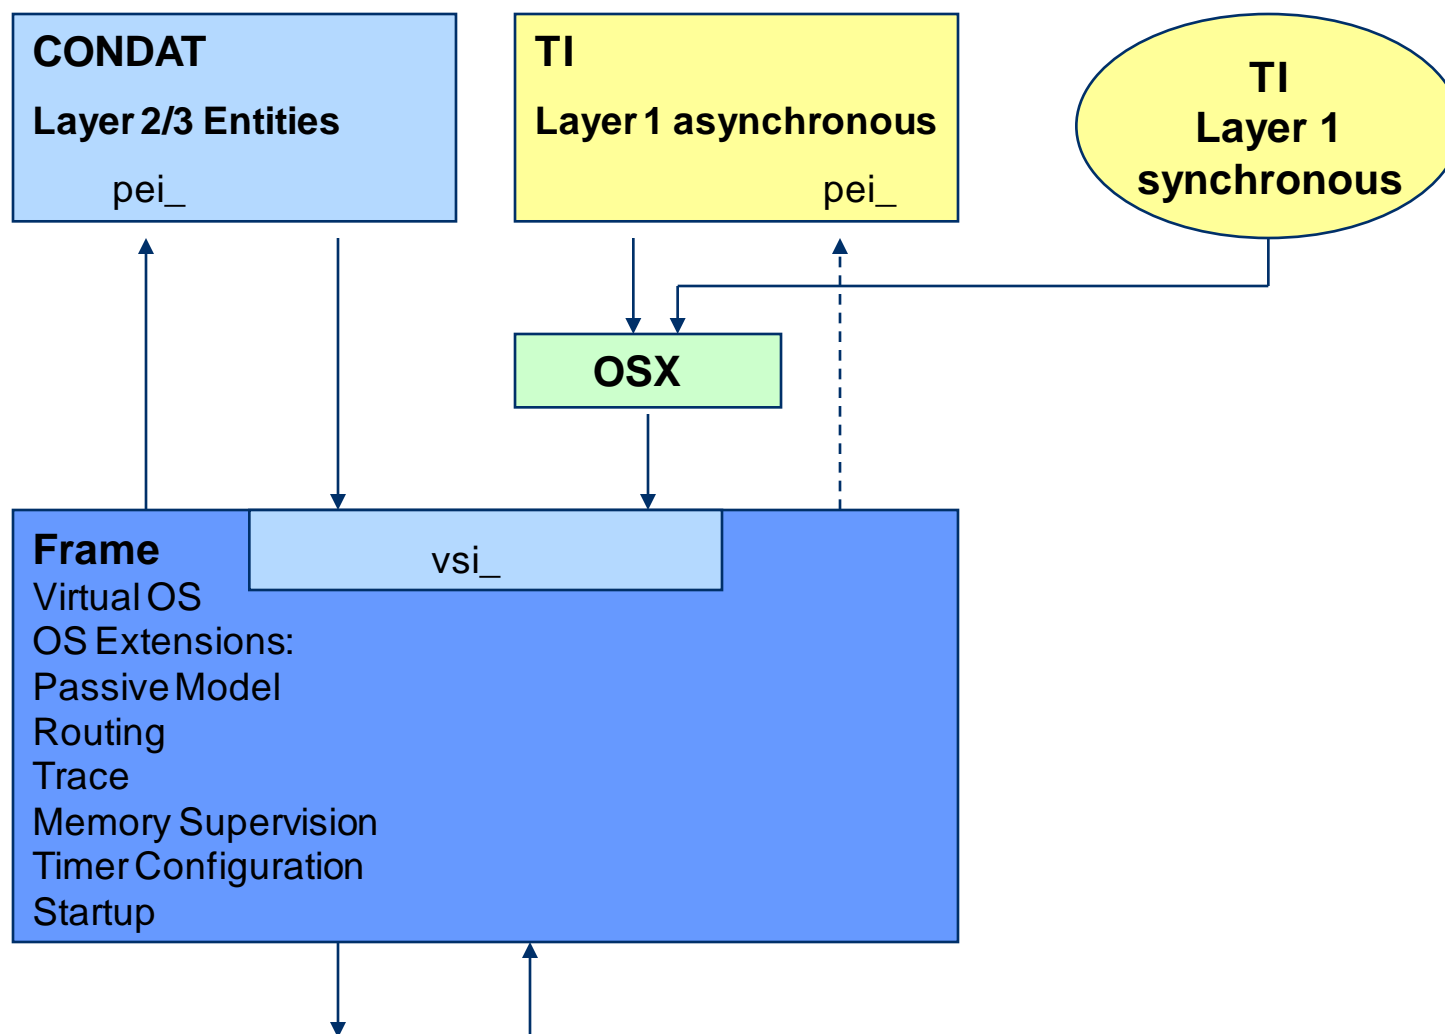 CONDAT
Layer 2/3 Entities
pei_
TI
Layer 1 asynchronous
pei_
TI
Layer 1
synchronous
OSX
vsi_
Frame
Virtual OS
OS Extensions:
Passive Model
Routing
Trace
Memory Supervision
Timer Configuration
Startup